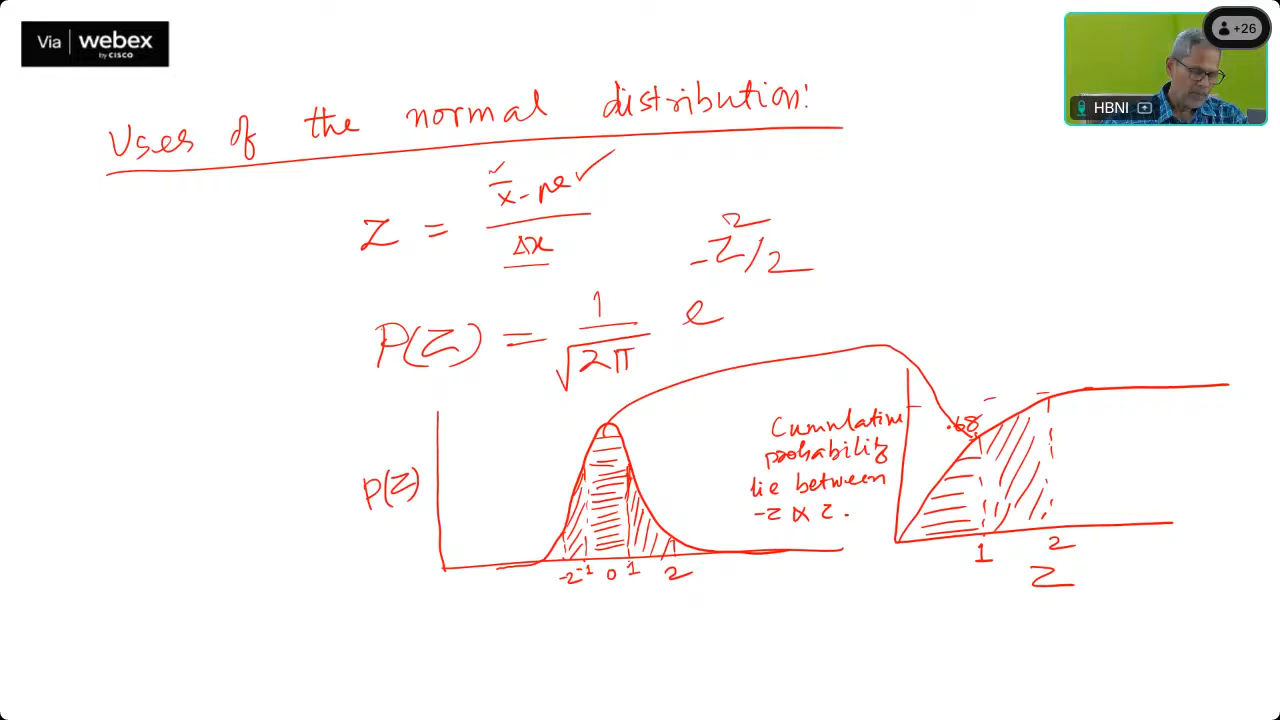 Via webex
by CISCO
+26
HBNI
Uses of the normal distribution:
Z = x̄ - μ / Δx
P(Z) = 1/√2π e -Z²/2
P(Z)
-2 -1 0 1 2
Cumulative
probability
lie between
-z & z.
.68
1 2
Z